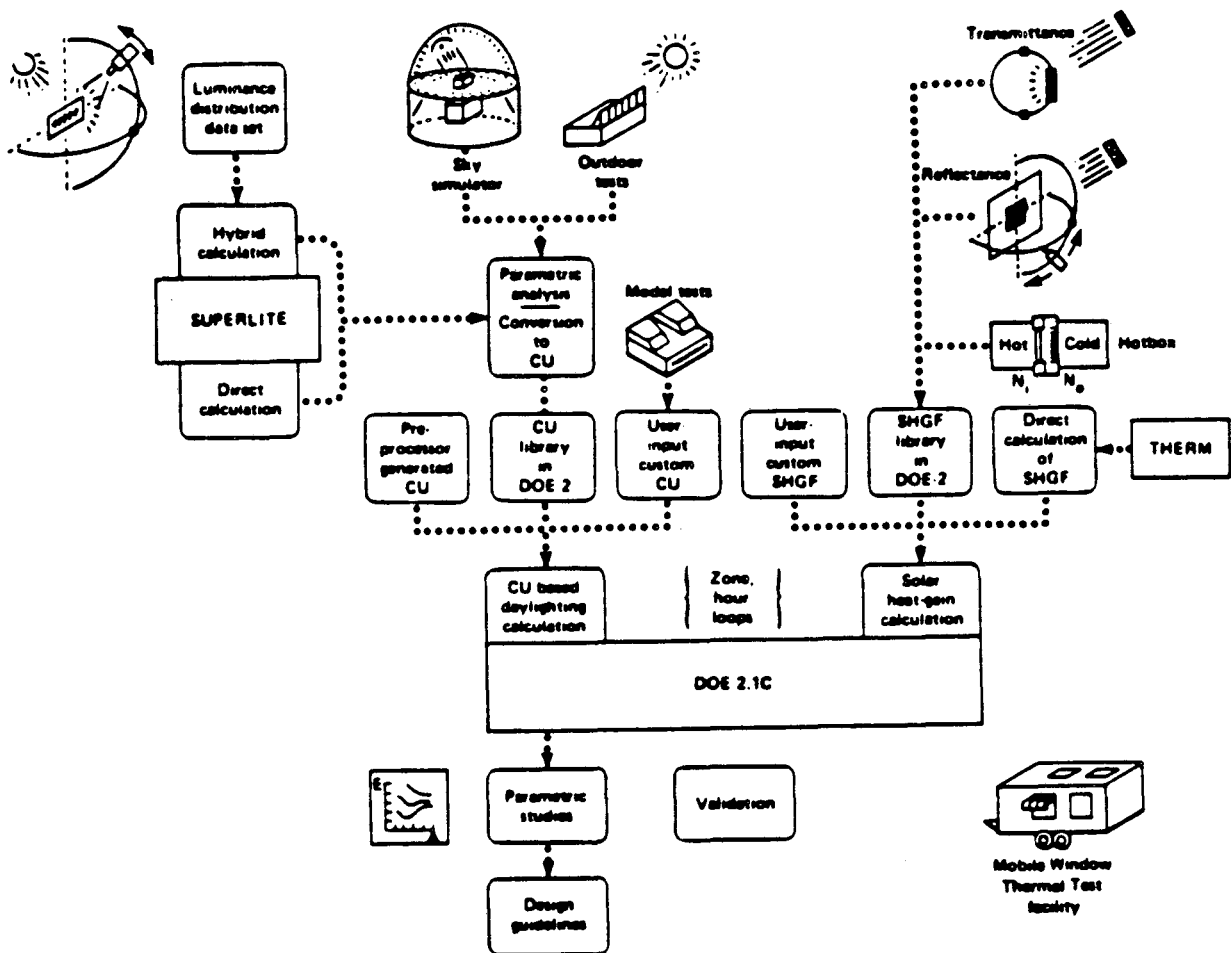 Luminance
distribution
data set
Sky
simulator
Outdoor
tests
Transmittance
Reflectance
Hybrid
calculation
SUPERLITE
Direct
calculation
Parametric
analysis
Conversion
to
CU
Model tests
Hot
Cold
Hotbox
Pre-
processor
generated
CU
CU
library
in
DOE 2
User-
input
custom
CU
User-
input
custom
SHGF
SHGF
library
in
DOE-2
Direct
calculation
of
SHGF
THERM
CU based
daylighting
calculation
Zone,
hour
loops
Solar
heat-gain
calculation
DOE 2.1C
E
Parametric
studies
Validation
Design
guidelines
Mobile Window
Thermal Test
facility